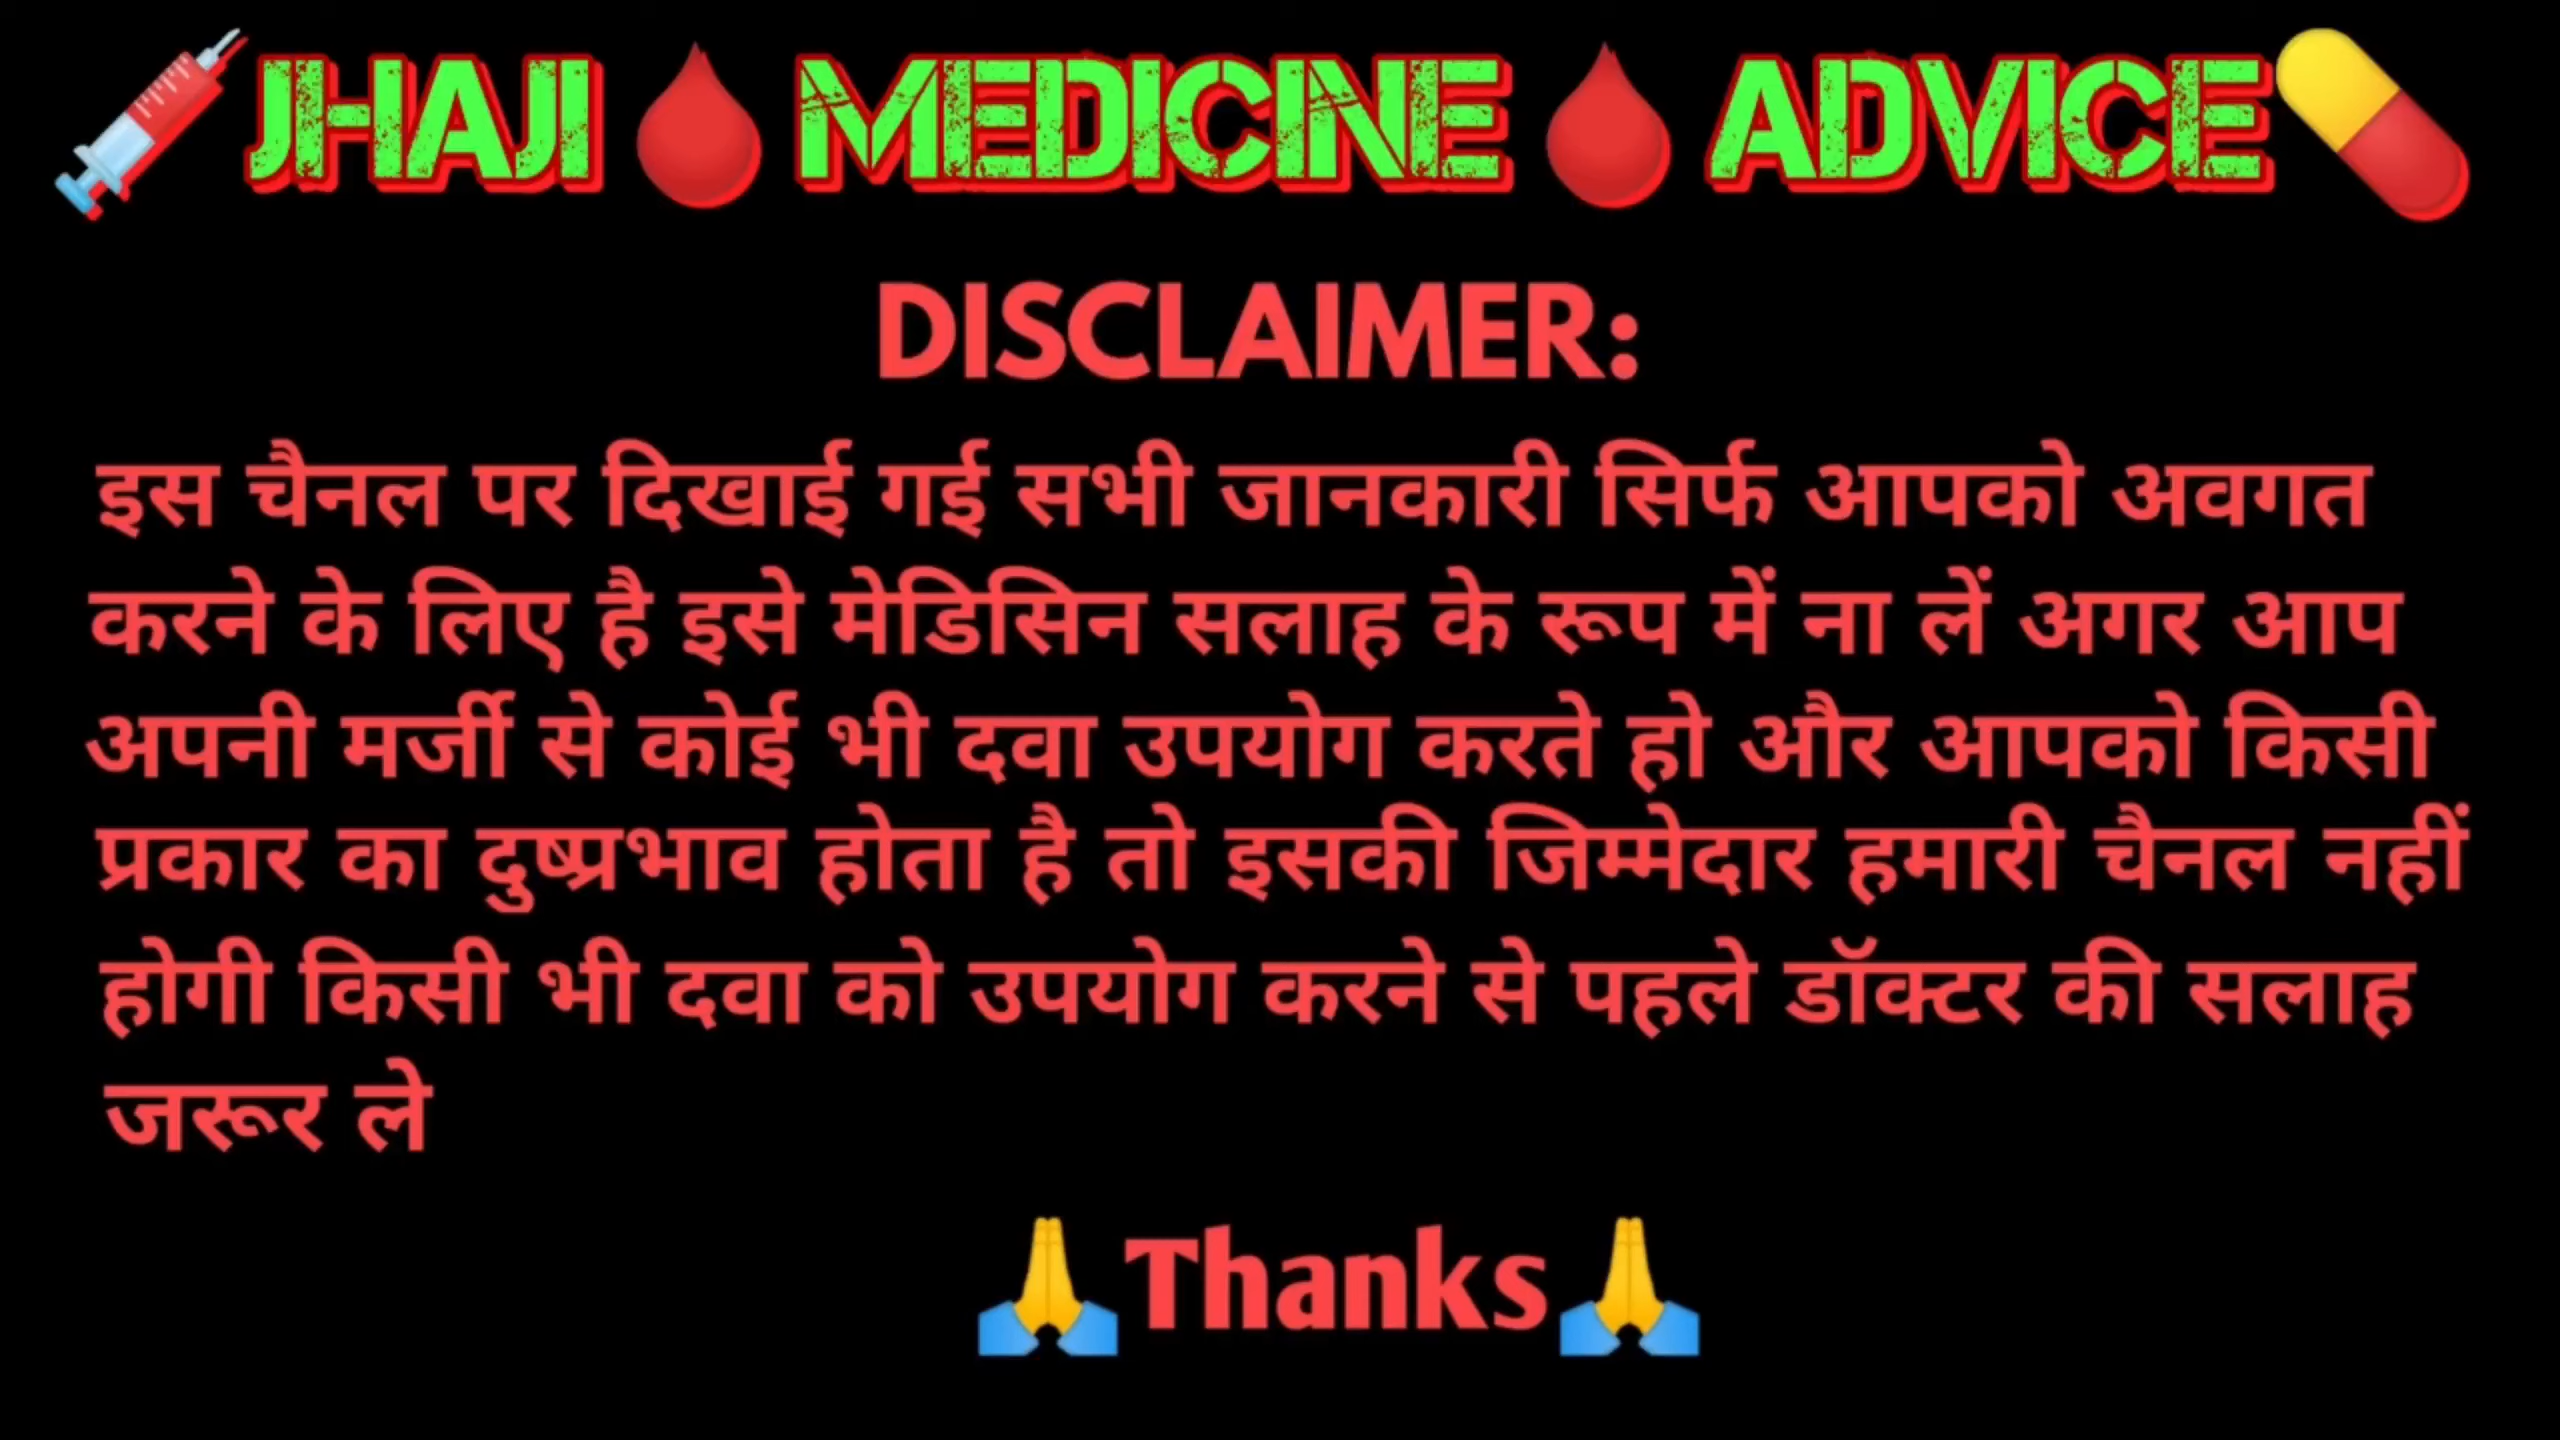 JHAJI MEDICINE ADVICE
DISCLAIMER:
इस चैनल पर दिखाई गई सभी जानकारी सिर्फ आपको अवगत
करने के लिए है इसे मेडिसिन सलाह के रूप में ना लें अगर आप
अपनी मर्जी से कोई भी दवा उपयोग करते हो और आपको किसी
प्रकार का दुष्प्रभाव होता है तो इसकी जिम्मेदार हमारी चैनल नहीं
होगी किसी भी दवा को उपयोग करने से पहले डॉक्टर की सलाह
जरूर ले
Thanks